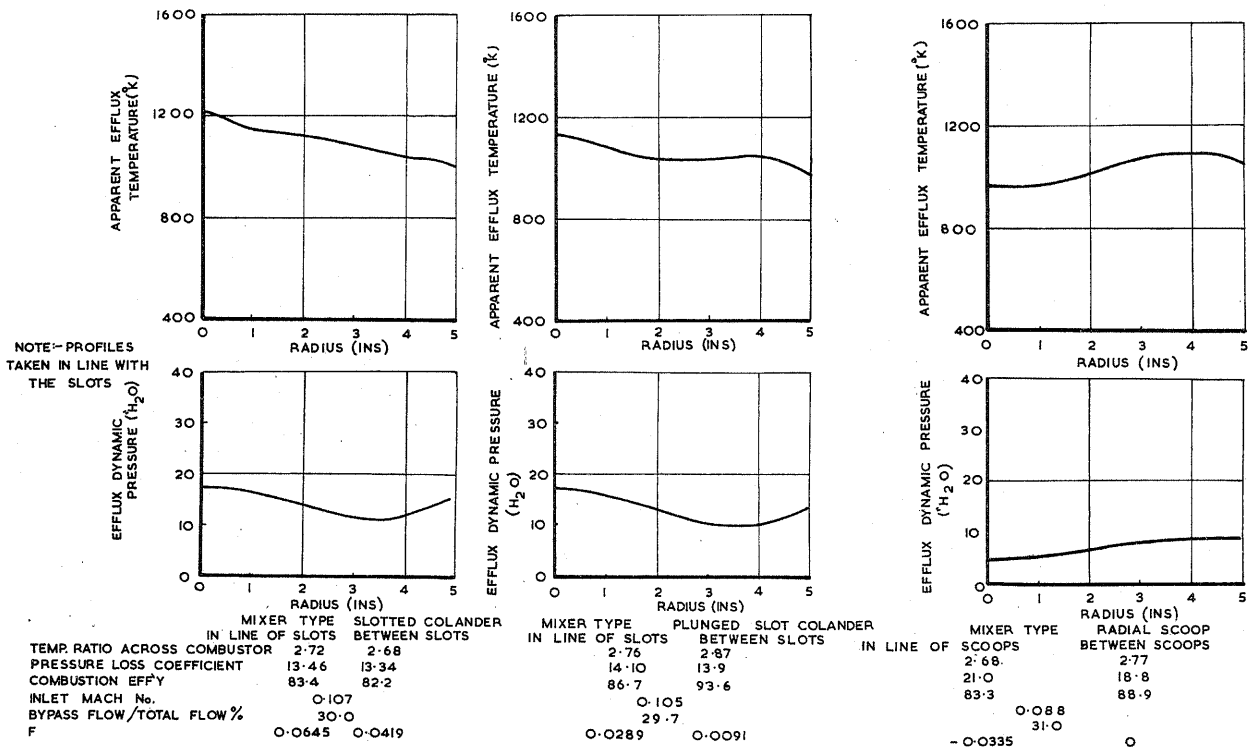 1600
1200
800
400
APPARENT EFFLUX
TEMPERATURE (°K)
0 1 2 3 4 5
RADIUS (INS)
1600
1200
800
400
APPARENT EFFLUX TEMPERATURE (°K)
0 1 2 3 4 5
RADIUS (INS)
1600
1200
800
400
APPARENT EFFLUX TEMPERATURE (°K)
0 1 2 3 4 5
RADIUS (INS)
NOTE:- PROFILES
TAKEN IN LINE WITH
THE SLOTS
40
30
20
10
0
EFFLUX DYNAMIC
PRESSURE ("H2O)
0 1 2 3 4 5
RADIUS (INS)
40
30
20
10
0
EFFLUX DYNAMIC PRESSURE
("H2O)
0 1 2 3 4 5
RADIUS (INS)
40
30
20
10
0
EFFLUX DYNAMIC PRESSURE
("H2O)
0 1 2 3 4 5
RADIUS (INS)
MIXER TYPE SLOTTED COLANDER
IN LINE OF SLOTS BETWEEN SLOTS
TEMP. RATIO ACROSS COMBUSTOR 2·72 2·68
PRESSURE LOSS COEFFICIENT 13·46 13·34
COMBUSTION EFF'Y 83·4 82·2
INLET MACH No. 0·107
BYPASS FLOW/TOTAL FLOW % 30·0
F 0·0645 0·0419
MIXER TYPE PLUNGED SLOT COLANDER
IN LINE OF SLOTS BETWEEN SLOTS
2·76 2·87
14·10 13·9
86·7 93·6
0·105
29·7
0·0289 0·0091
MIXER TYPE RADIAL SCOOP
IN LINE OF SCOOPS BETWEEN SCOOPS
2·68 2·77
21·0 18·8
83·3 88·9
0·088
31·0
-0·0335 0